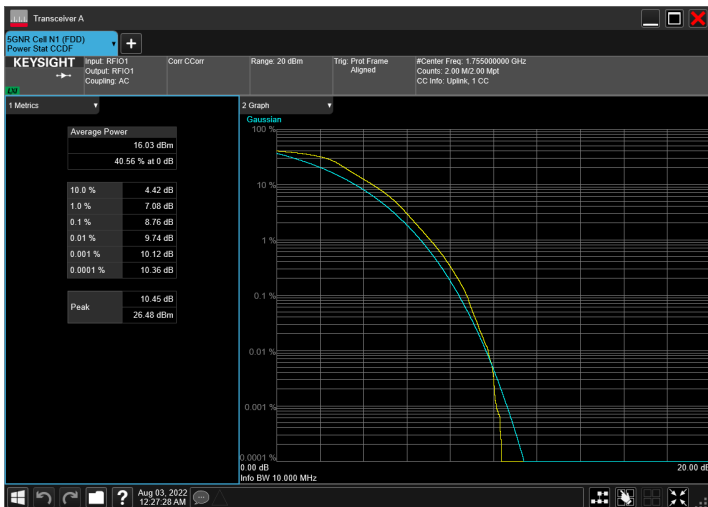 Transceiver A
5GNR Cell N1 (FDD)
Power Stat CCDF
KEYSIGHT
LXI
Input: RFIO1
Output: RFIO1
Coupling: AC
Corr CCorr
Range: 20 dBm
Trig: Prot Frame
Aligned
#Center Freq: 1.755000000 GHz
Counts: 2.00 M/2.00 Mpt
CC Info: Uplink, 1 CC
1 Metrics
Average Power
16.03 dBm
40.56 % at 0 dB
10.0 % 4.42 dB
1.0 % 7.08 dB
0.1 % 8.76 dB
0.01 % 9.74 dB
0.001 % 10.12 dB
0.0001 % 10.36 dB
Peak
10.45 dB
26.48 dBm
2 Graph
Gaussian
100 %
10 %
1 %
0.1 %
0.01 %
0.001 %
0.0001 %
0.00 dB
20.00 dB
Info BW 10.000 MHz
?
Aug 03, 2022
12:27:28 AM